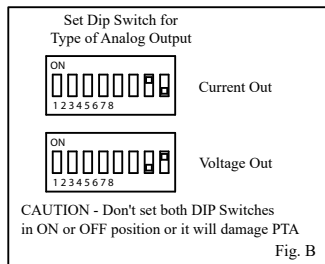 Set Dip Switch for
Type of Analog Output
ON
12345678
Current Out
ON
12345678
Voltage Out
CAUTION - Don't set both DIP Switches
in ON or OFF position or it will damage PTA
Fig. B